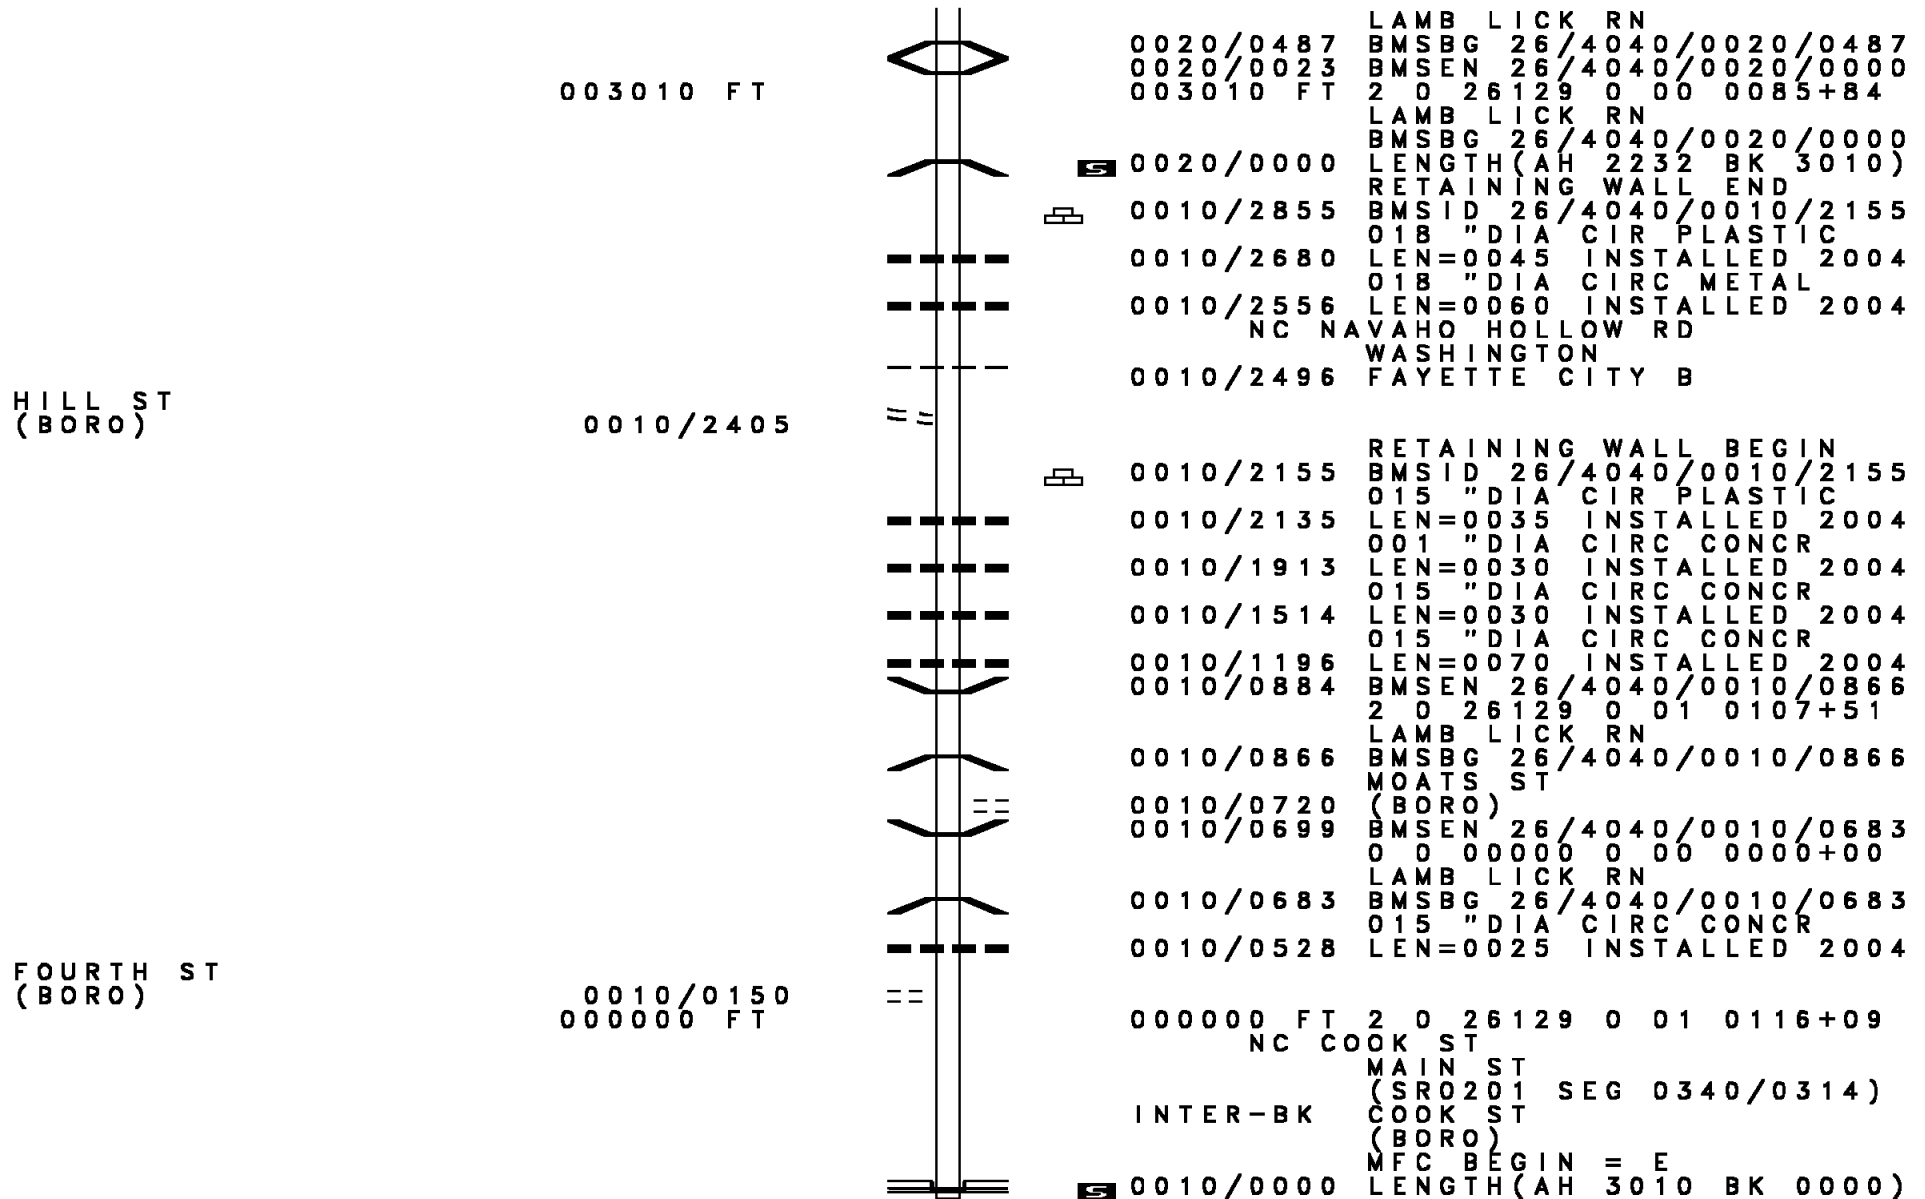 LAMB LICK RN
0020/0487 BMSBG 26/4040/0020/0487
0020/0023 BMSEN 26/4040/0020/0000
003010 FT 003010 FT 2 0 26129 0 00 0085+84
LAMB LICK RN
BMSBG 26/4040/0020/0000
S 0020/0000 LENGTH(AH 2232 BK 3010)
RETAINING WALL END
0010/2855 BMSID 26/4040/0010/2155
018 "DIA CIR PLASTIC
0010/2680 LEN=0045 INSTALLED 2004
018 "DIA CIRC METAL
0010/2556 LEN=0060 INSTALLED 2004
NC NAVAHO HOLLOW RD
WASHINGTON
0010/2496 FAYETTE CITY B
HILL ST
(BORO) 0010/2405
RETAINING WALL BEGIN
0010/2155 BMSID 26/4040/0010/2155
015 "DIA CIR PLASTIC
0010/2135 LEN=0035 INSTALLED 2004
001 "DIA CIRC CONCR
0010/1913 LEN=0030 INSTALLED 2004
015 "DIA CIRC CONCR
0010/1514 LEN=0030 INSTALLED 2004
015 "DIA CIRC CONCR
0010/1196 LEN=0070 INSTALLED 2004
0010/0884 BMSEN 26/4040/0010/0866
2 0 26129 0 01 0107+51
LAMB LICK RN
0010/0866 BMSBG 26/4040/0010/0866
MOATS ST
0010/0720 (BORO)
0010/0699 BMSEN 26/4040/0010/0683
0 0 00000 0 00 0000+00
LAMB LICK RN
0010/0683 BMSBG 26/4040/0010/0683
015 "DIA CIRC CONCR
0010/0528 LEN=0025 INSTALLED 2004
FOURTH ST
(BORO) 0010/0150
000000 FT 000000 FT 2 0 26129 0 01 0116+09
NC COOK ST
MAIN ST
(SR0201 SEG 0340/0314)
INTER-BK COOK ST
(BORO)
MFC BEGIN = E
S 0010/0000 LENGTH(AH 3010 BK 0000)